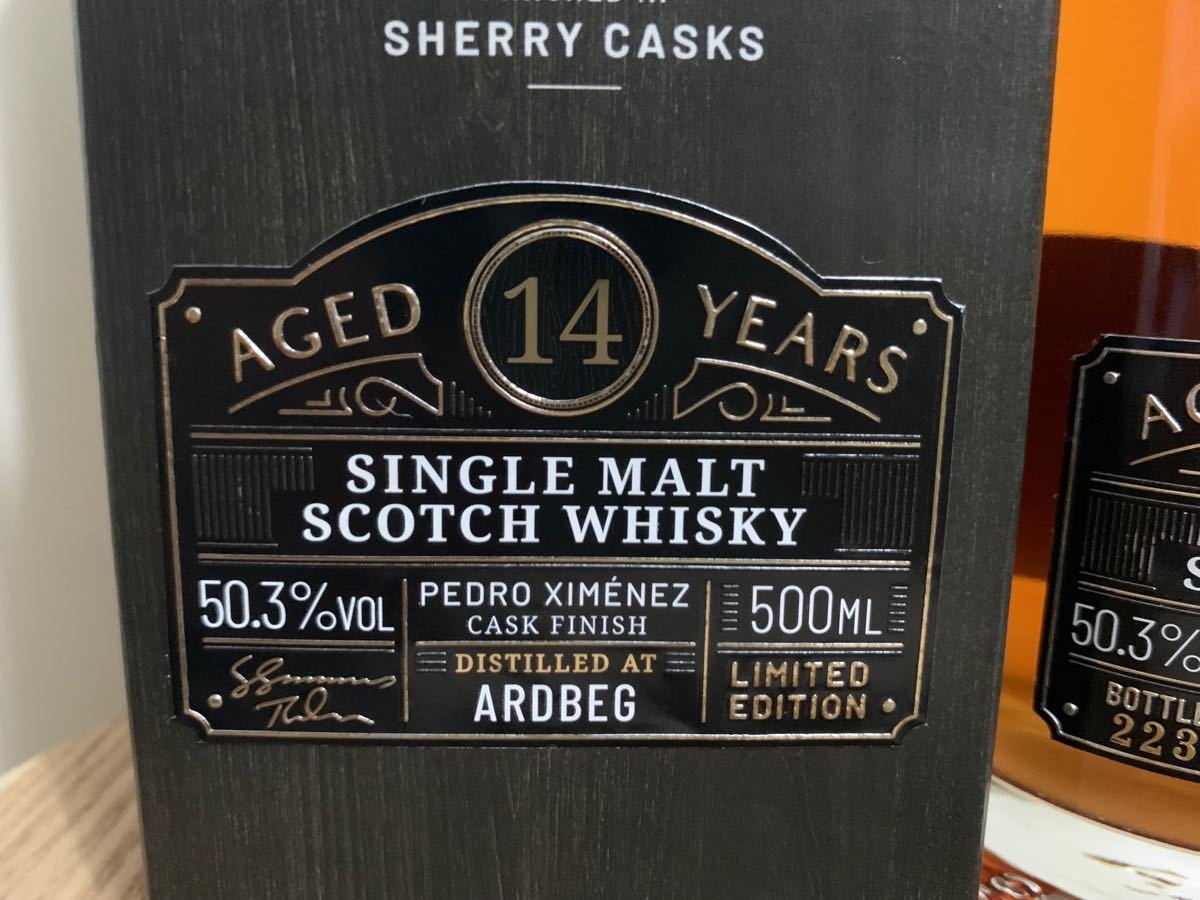 SHERRY CASKS
AGED 14 YEARS
SINGLE MALT
SCOTCH WHISKY
50.3%VOL
PEDRO XIMÉNEZ
CASK FINISH
DISTILLED AT
ARDBEG
500ML
LIMITED
EDITION
50.3%
223